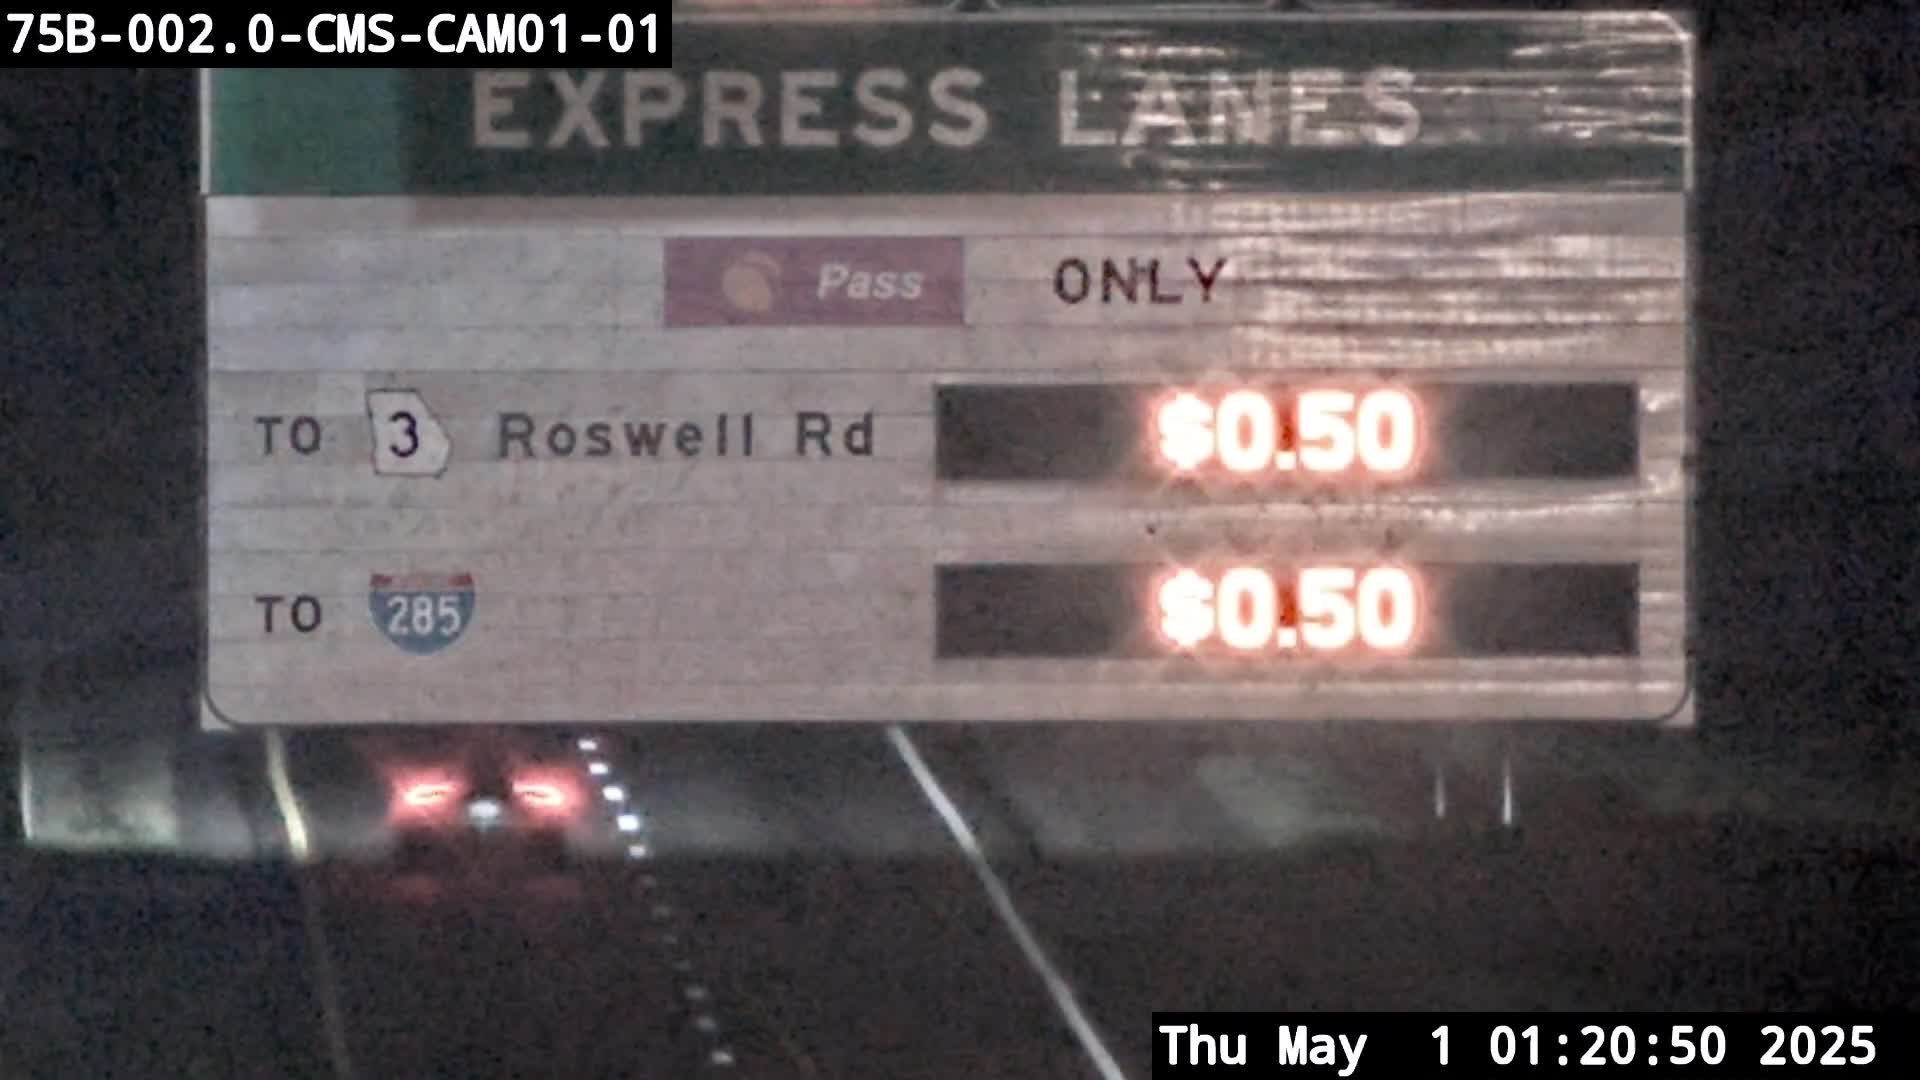 75B-002.0-CMS-CAM01-01
EXPRESS LANES
Pass ONLY
TO 3 Roswell Rd $0.50
TO 285 $0.50
Thu May 1 01:20:50 2025